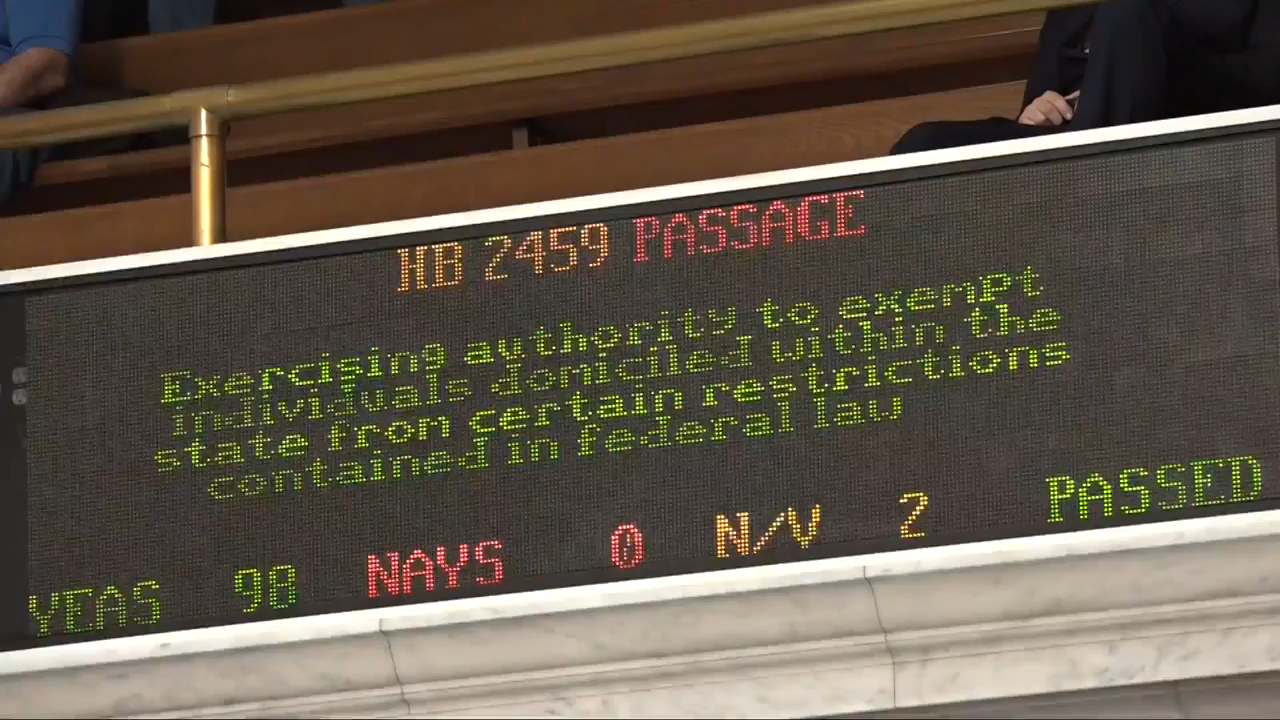 HB 2459 PASSAGE
Exercising authority to exempt
individuals domiciled within the
state from certain restrictions
contained in federal law
YEAS 98 NAYS 0 N/V 2 PASSED